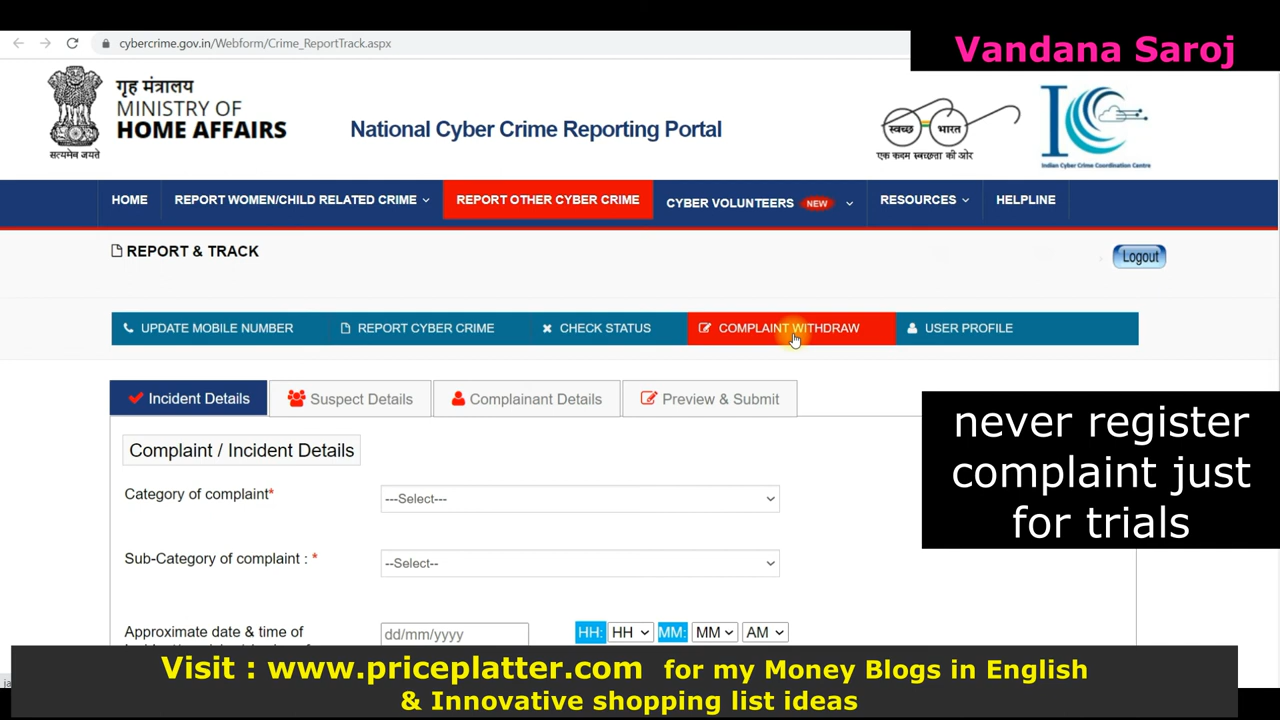 cybercrime.gov.in/Webform/Crime_ReportTrack.aspx
Vandana Saroj
गृह मंत्रालय
MINISTRY OF
HOME AFFAIRS
सत्यमेव जयते
National Cyber Crime Reporting Portal
स्वच्छ भारत
एक कदम स्वच्छता की ओर
Indian Cyber Crime Coordination Centre
HOME
REPORT WOMEN/CHILD RELATED CRIME
REPORT OTHER CYBER CRIME
CYBER VOLUNTEERS NEW
RESOURCES
HELPLINE
REPORT & TRACK
Logout
UPDATE MOBILE NUMBER
REPORT CYBER CRIME
CHECK STATUS
COMPLAINT WITHDRAW
USER PROFILE
Incident Details
Suspect Details
Complainant Details
Preview & Submit
Complaint / Incident Details
never register
complaint just
for trials
Category of complaint*
---Select---
Sub-Category of complaint : *
--Select--
Approximate date & time of
dd/mm/yyyy
HH: HH MM: MM AM
Visit : www.priceplatter.com for my Money Blogs in English
& Innovative shopping list ideas